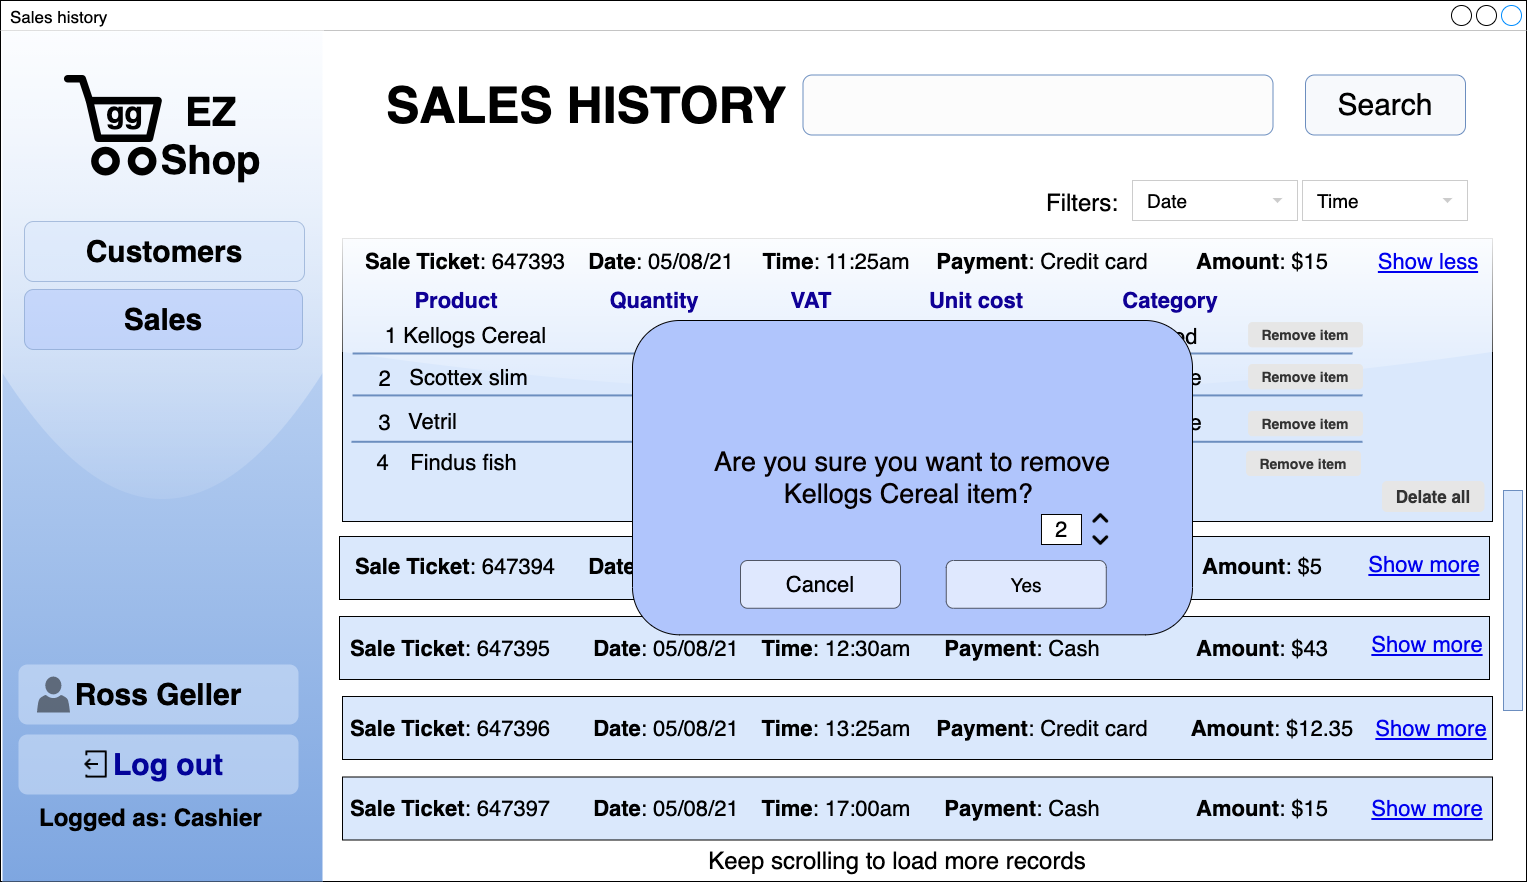 Sales history
gg EZ
Shop
Customers
Sales
Ross Geller
Log out
Logged as: Cashier
SALES HISTORY
Search
Filters: Date Time
Sale Ticket: 647393 Date: 05/08/21 Time: 11:25am Payment: Credit card Amount: $15 Show less
Product Quantity VAT Unit cost Category
1 Kellogs Cereal Remove item
2 Scottex slim Remove item
3 Vetril Remove item
4 Findus fish Remove item
Delate all
Are you sure you want to remove
Kellogs Cereal item?
2
Cancel Yes
Sale Ticket: 647394 Date Amount: $5 Show more
Sale Ticket: 647395 Date: 05/08/21 Time: 12:30am Payment: Cash Amount: $43 Show more
Sale Ticket: 647396 Date: 05/08/21 Time: 13:25am Payment: Credit card Amount: $12.35 Show more
Sale Ticket: 647397 Date: 05/08/21 Time: 17:00am Payment: Cash Amount: $15 Show more
Keep scrolling to load more records